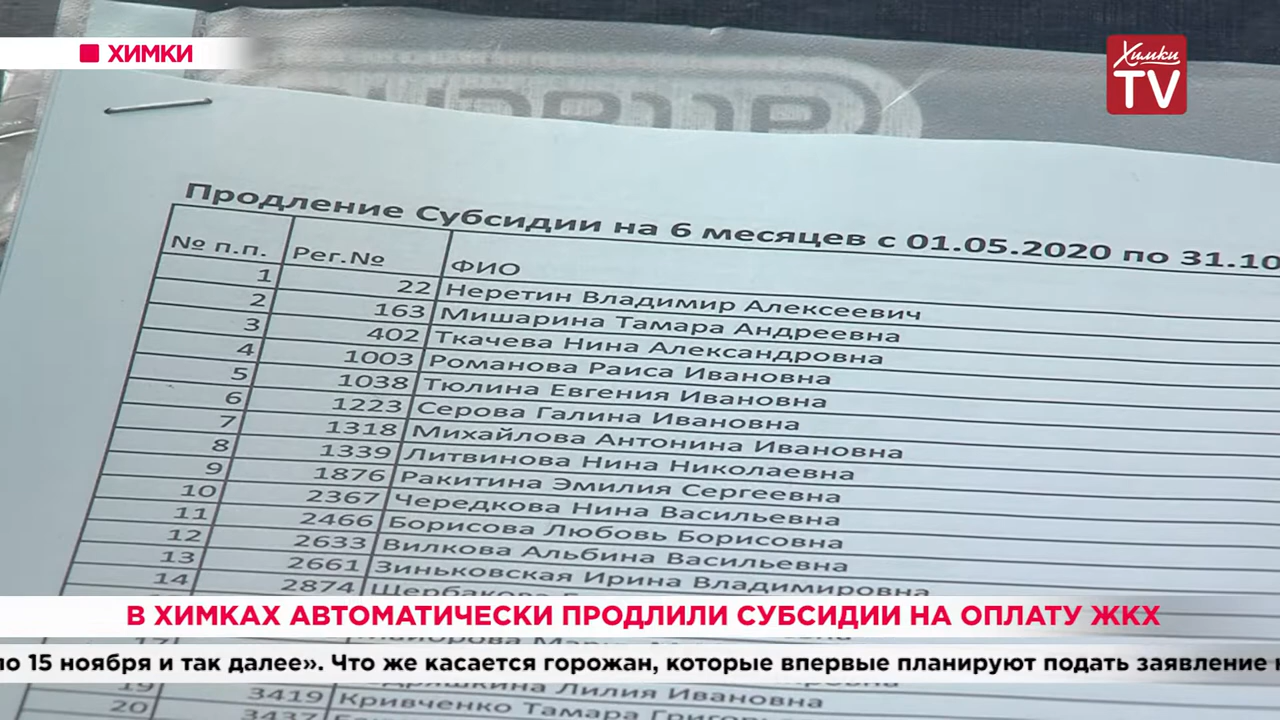 ХИМКИ
Химки
TV
Продление Субсидии на 6 месяцев с 01.05.2020 по 31.10
№ п.п. Рег.№ ФИО
1 22 Неретин Владимир Алексеевич
2 163 Мишарина Тамара Андреевна
3 402 Ткачева Нина Александровна
4 1003 Романова Раиса Ивановна
5 1038 Тюлина Евгения Ивановна
6 1223 Серова Галина Ивановна
7 1318 Михайлова Антонина Ивановна
8 1339 Литвинова Нина Николаевна
9 1876 Ракитина Эмилия Сергеевна
10 2367 Чередкова Нина Васильевна
11 2466 Борисова Любовь Борисовна
12 2633 Вилкова Альбина Васильевна
13 2661 Зиньковская Ирина Владимировна
14 2874
В ХИМКАХ АВТОМАТИЧЕСКИ ПРОДЛИЛИ СУБСИДИИ НА ОПЛАТУ ЖКХ
по 15 ноября и так далее». Что же касается горожан, которые впервые планируют подать заявление
19 Лилия Ивановна
20 3419 Кривченко Тамара
3437